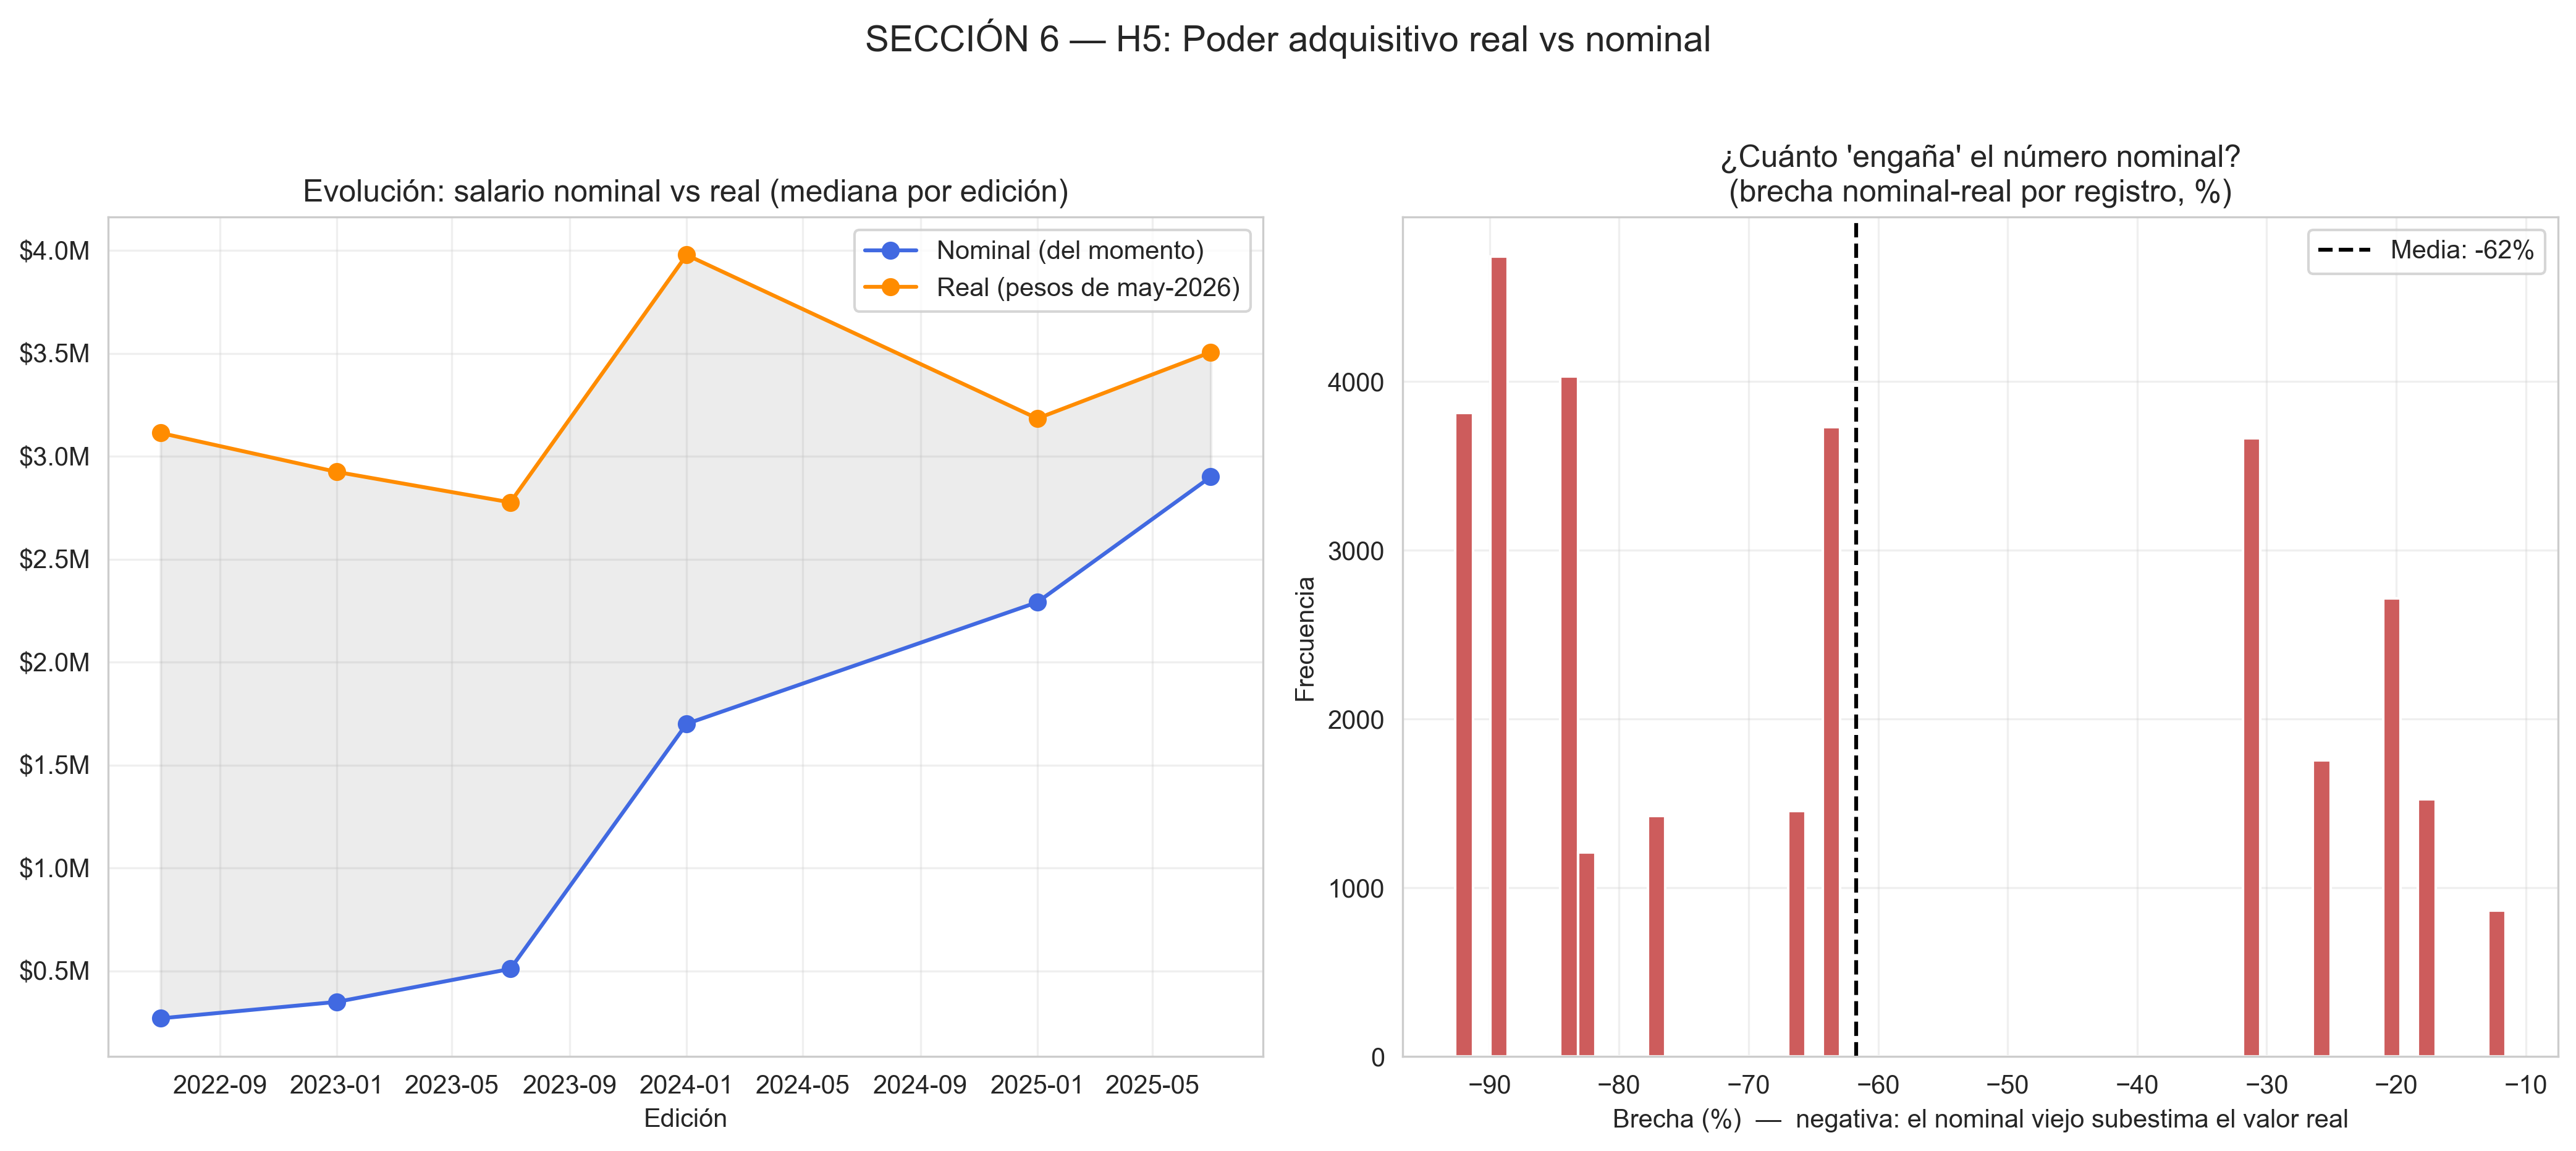 SECCIÓN 6 — H5: Poder adquisitivo real vs nominal
Evolución: salario nominal vs real (mediana por edición)
$4.0M
$3.5M
$3.0M
$2.5M
$2.0M
$1.5M
$1.0M
$0.5M
Nominal (del momento)
Real (pesos de may-2026)
2022-09 2023-01 2023-05 2023-09 2024-01 2024-05 2024-09 2025-01 2025-05
Edición
¿Cuánto 'engaña' el número nominal?
(brecha nominal-real por registro, %)
Media: -62%
Frecuencia
4000
3000
2000
1000
0
−90 −80 −70 −60 −50 −40 −30 −20 −10
Brecha (%) — negativa: el nominal viejo subestima el valor real